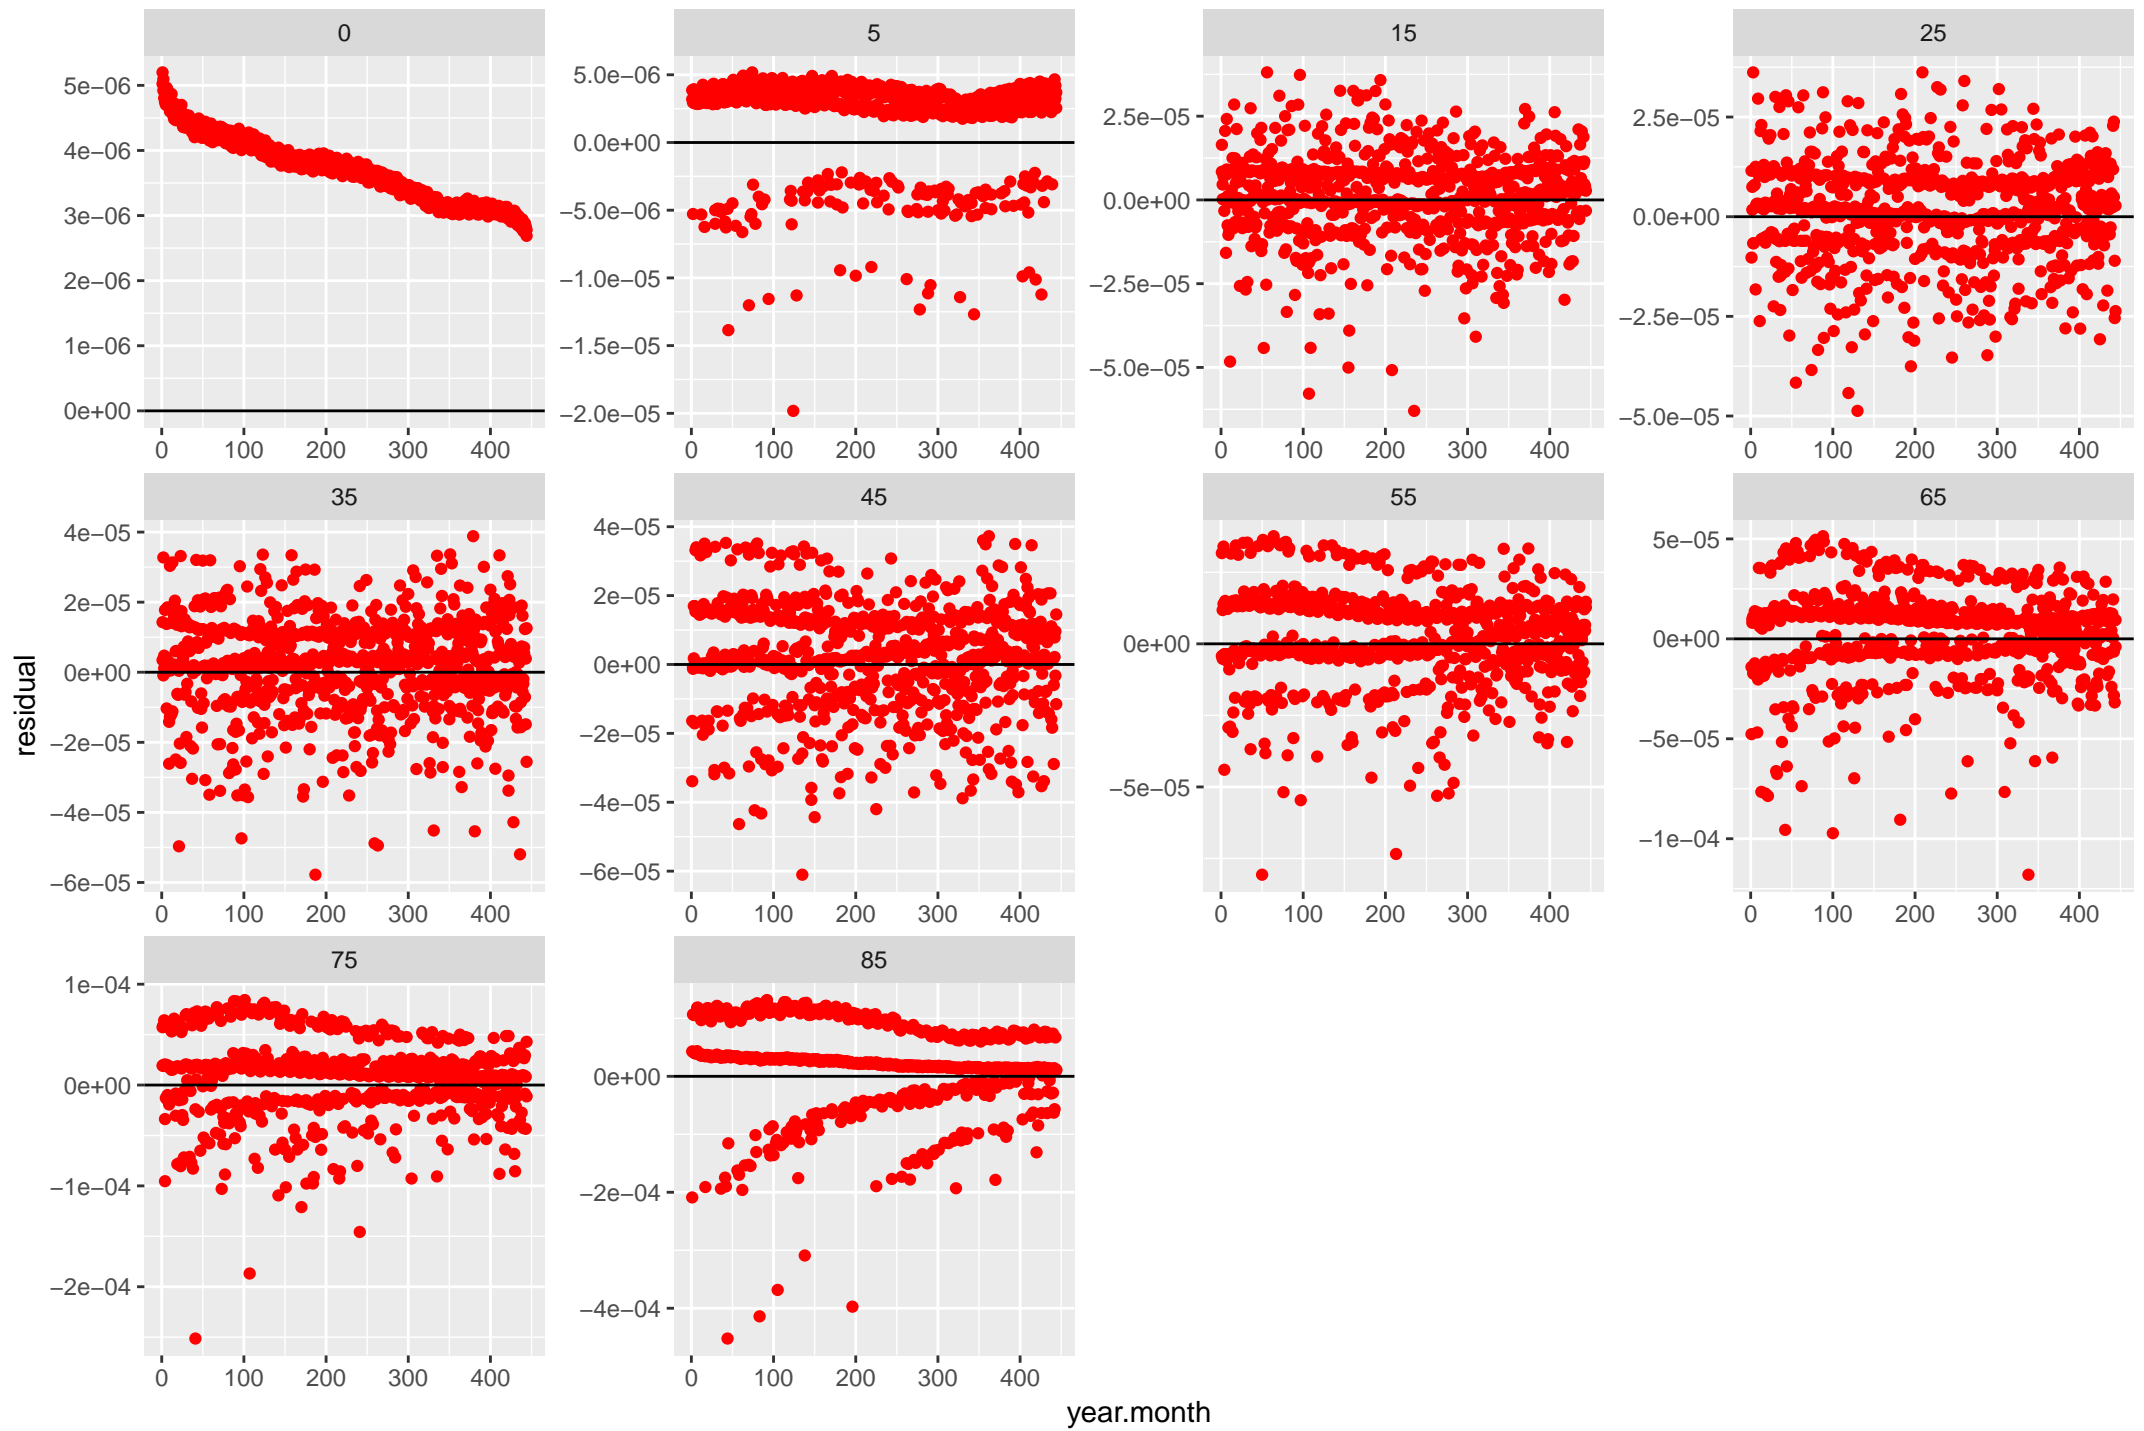 0 5 15 25
5e−06
4e−06
3e−06
2e−06
1e−06
0e+00
5.0e−06
0.0e+00
−5.0e−06
−1.0e−05
−1.5e−05
−2.0e−05
2.5e−05
0.0e+00
−2.5e−05
−5.0e−05
2.5e−05
0.0e+00
−2.5e−05
−5.0e−05
0 100 200 300 400 0 100 200 300 400 0 100 200 300 400 0 100 200 300 400
35 45 55 65
4e−05
2e−05
0e+00
−2e−05
−4e−05
−6e−05
4e−05
2e−05
0e+00
−2e−05
−4e−05
−6e−05
0e+00
−5e−05
5e−05
0e+00
−5e−05
−1e−04
0 100 200 300 400 0 100 200 300 400 0 100 200 300 400 0 100 200 300 400
75 85
1e−04
0e+00
−1e−04
−2e−04
0e+00
−2e−04
−4e−04
0 100 200 300 400 0 100 200 300 400
residual
year.month